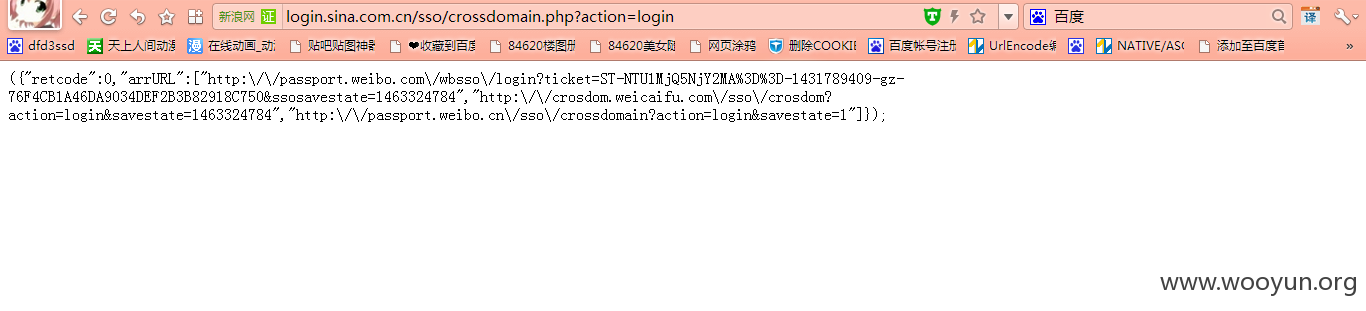 新浪网 证 login.sina.com.cn/sso/crossdomain.php?action=login 百度 译
dfd3ssd 天上人间动漫 在线动画_动 贴吧贴图神器 ❤收藏到百度 84620楼图册 84620美女贴 网页涂鸦 删除COOKIE 百度帐号注册 UrlEncode编 NATIVE/ASC 添加至百度首 »
({"retcode":0,"arrURL":["http:\/\/passport.weibo.com\/wbsso\/login?ticket=ST-NTU1MjQ5NjY2MA%3D%3D-1431789409-gz-
76F4CB1A46DA9034DEF2B3B82918C750&ssosavestate=1463324784","http:\/\/crosdom.weicaifu.com\/sso\/crosdom?
action=login&savestate=1463324784","http:\/\/passport.weibo.cn\/sso\/crossdomain?action=login&savestate=1"]});
www.wooyun.org